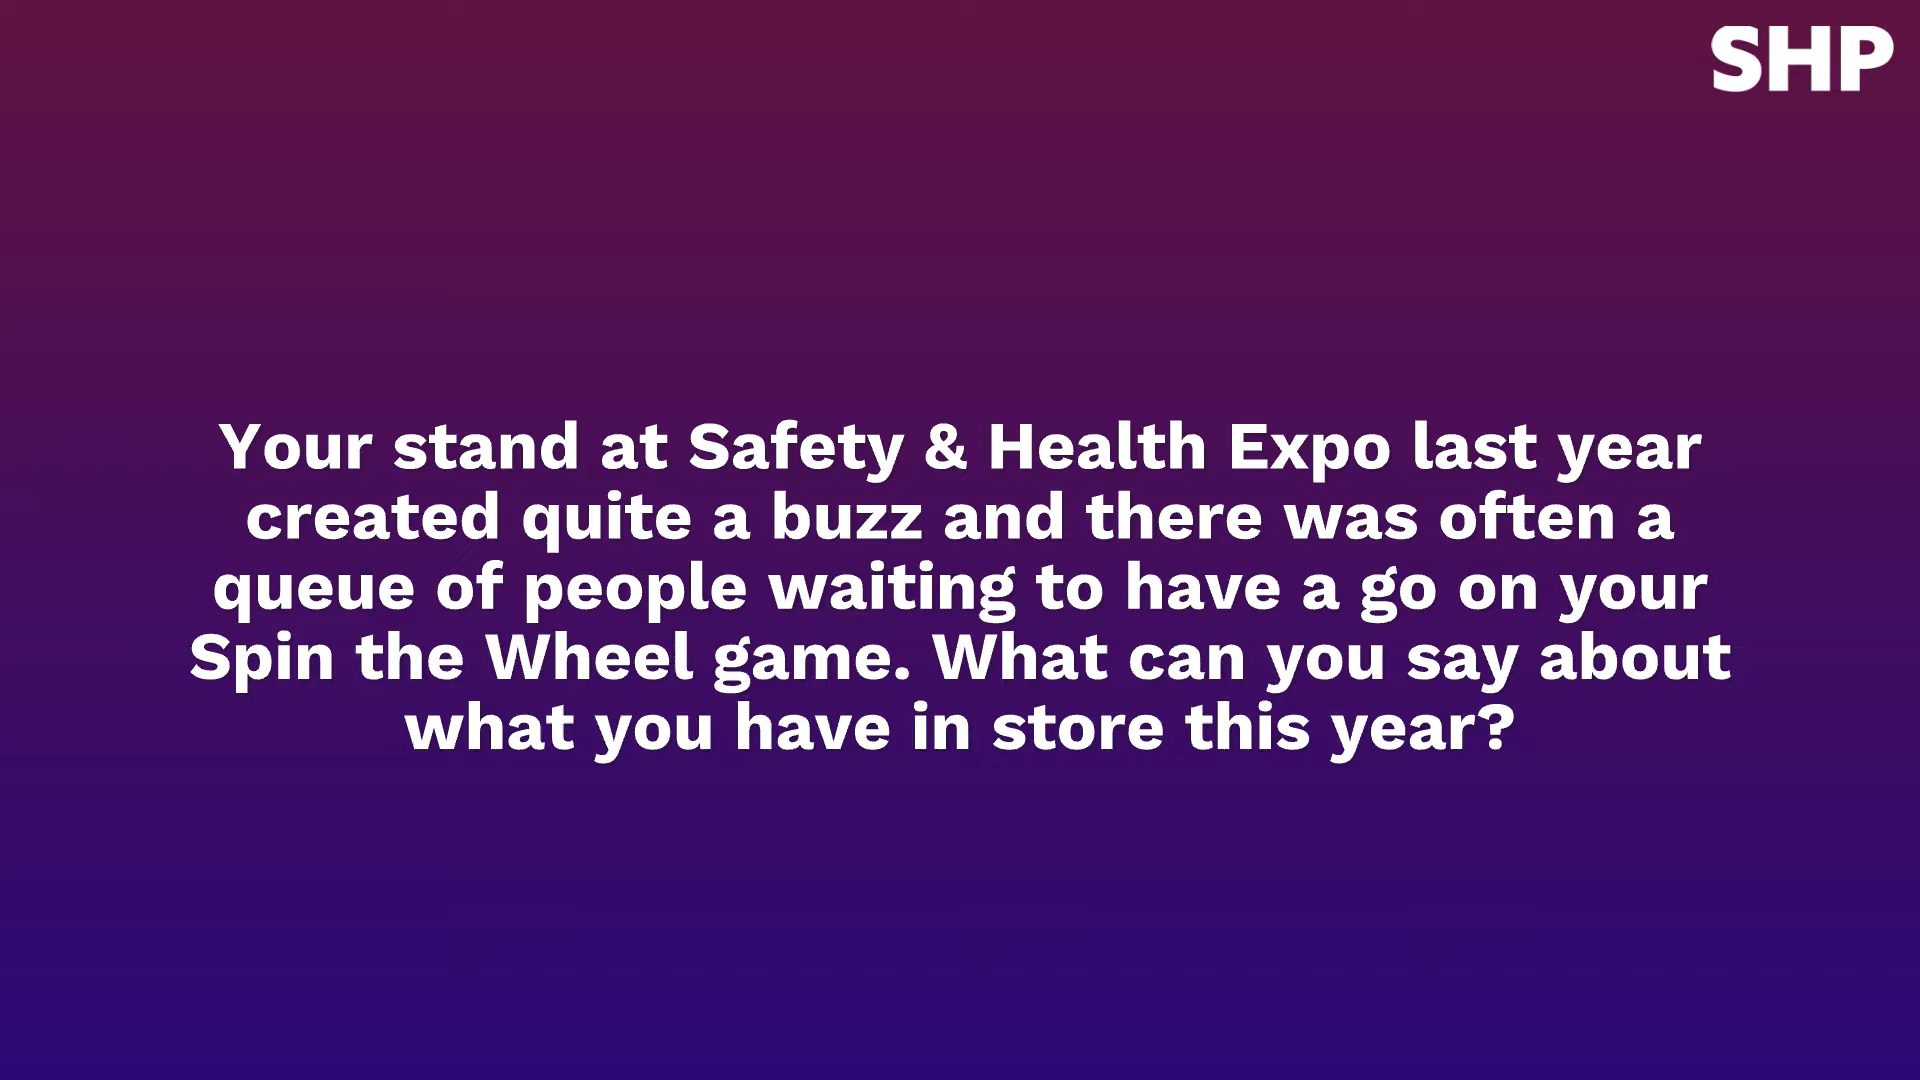 SHP
Your stand at Safety & Health Expo last year
created quite a buzz and there was often a
queue of people waiting to have a go on your
Spin the Wheel game. What can you say about
what you have in store this year?